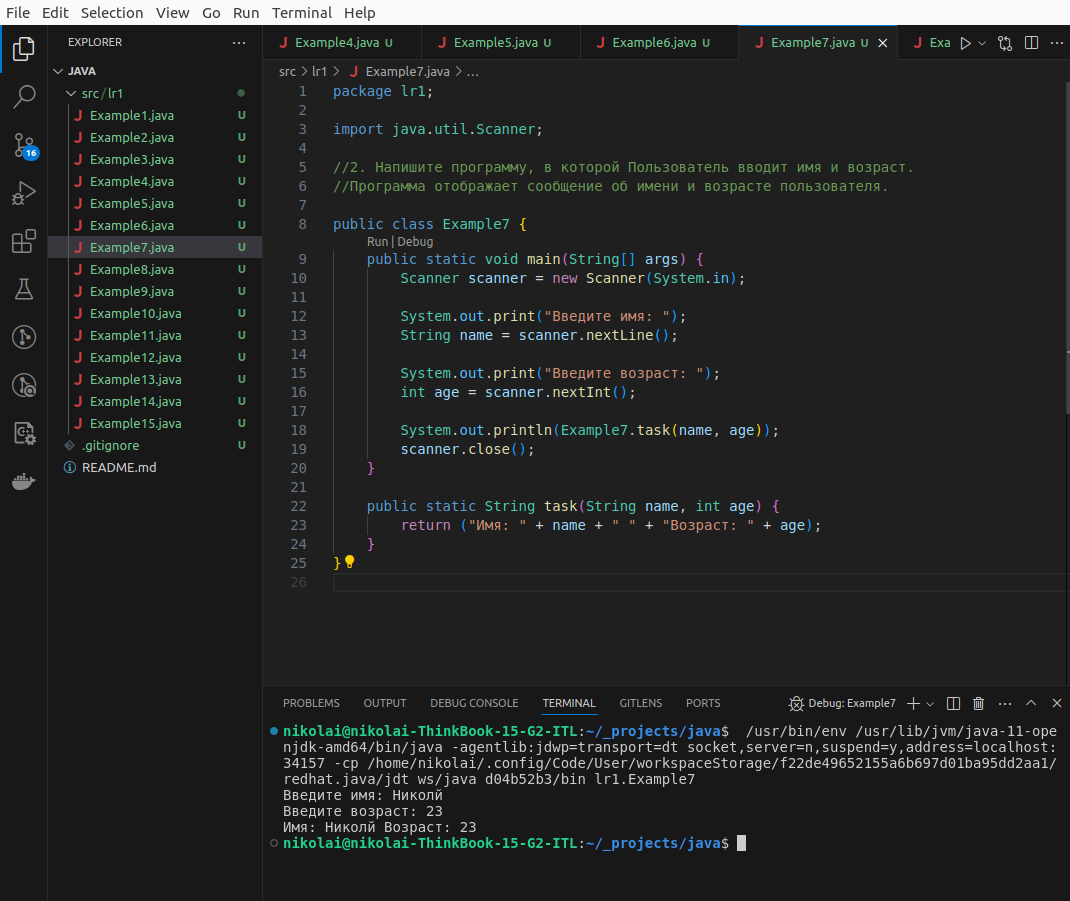 File Edit Selection View Go Run Terminal Help
EXPLORER
JAVA
src/lr1
Example1.java U
Example2.java U
Example3.java U
Example4.java U
Example5.java U
Example6.java U
Example7.java U
Example8.java U
Example9.java U
Example10.java U
Example11.java U
Example12.java U
Example13.java U
Example14.java U
Example15.java U
.gitignore U
README.md
16
Example4.java U Example5.java U Example6.java U Example7.java U Exa
src > lr1 > Example7.java > ...
1 package lr1;
2
3 import java.util.Scanner;
4
5 //2. Напишите программу, в которой Пользователь вводит имя и возраст.
6 //Программа отображает сообщение об имени и возрасте пользователя.
7
8 public class Example7 {
Run | Debug
9 public static void main(String[] args) {
10 Scanner scanner = new Scanner(System.in);
11
12 System.out.print("Введите имя: ");
13 String name = scanner.nextLine();
14
15 System.out.print("Введите возраст: ");
16 int age = scanner.nextInt();
17
18 System.out.println(Example7.task(name, age));
19 scanner.close();
20 }
21
22 public static String task(String name, int age) {
23 return ("Имя: " + name + " " + "Возраст: " + age);
24 }
25 }
26
PROBLEMS OUTPUT DEBUG CONSOLE TERMINAL GITLENS PORTS Debug: Example7
nikolai@nikolai-ThinkBook-15-G2-ITL:~/_projects/java$ /usr/bin/env /usr/lib/jvm/java-11-ope
njdk-amd64/bin/java -agentlib:jdwp=transport=dt socket,server=n,suspend=y,address=localhost:
34157 -cp /home/nikolai/.config/Code/User/workspaceStorage/f22de49652155a6b697d01ba95dd2aa1/
redhat.java/jdt ws/java d04b52b3/bin lr1.Example7
Введите имя: Николй
Введите возраст: 23
Имя: Николй Возраст: 23
nikolai@nikolai-ThinkBook-15-G2-ITL:~/_projects/java$